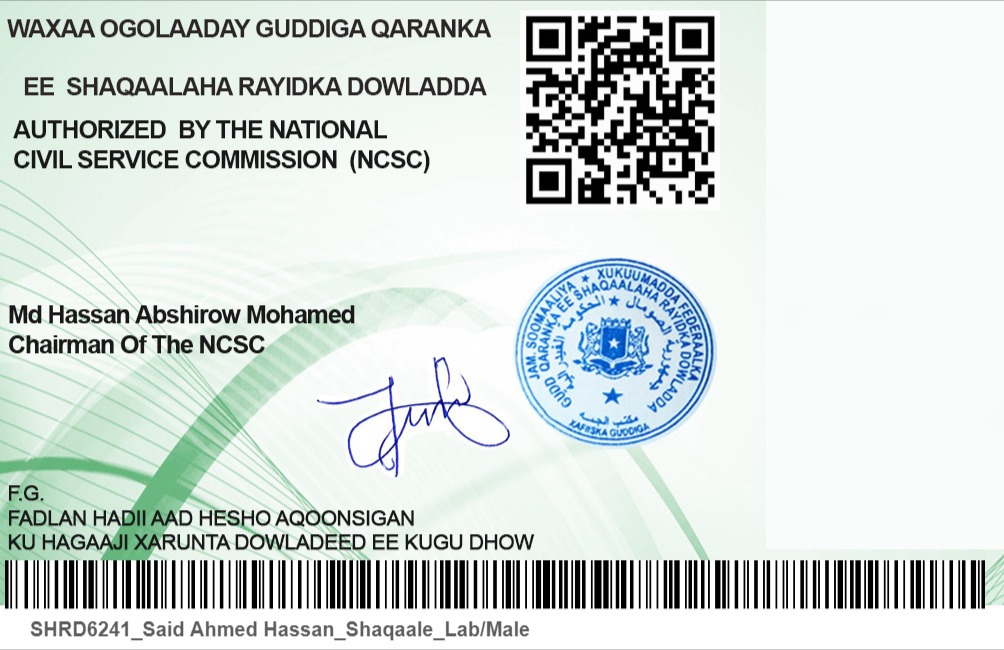 WAXAA OGOLAADAY GUDDIGA QARANKA
EE SHAQAALAHA RAYIDKA DOWLADDA
AUTHORIZED BY THE NATIONAL
CIVIL SERVICE COMMISSION (NCSC)
Md Hassan Abshirow Mohamed
Chairman Of The NCSC
JAM. SOOMAALIYA ★ XUKUUMADDA FEDERAALKA
GUDD QARANKA EE SHAQAALAHA RAYIDKA DOWLADDA
XAFIISKA GUDDIGA
F.G.
FADLAN HADII AAD HESHO AQOONSIGAN
KU HAGAAJI XARUNTA DOWLADEED EE KUGU DHOW
SHRD6241_Said Ahmed Hassan_Shaqaale_Lab/Male